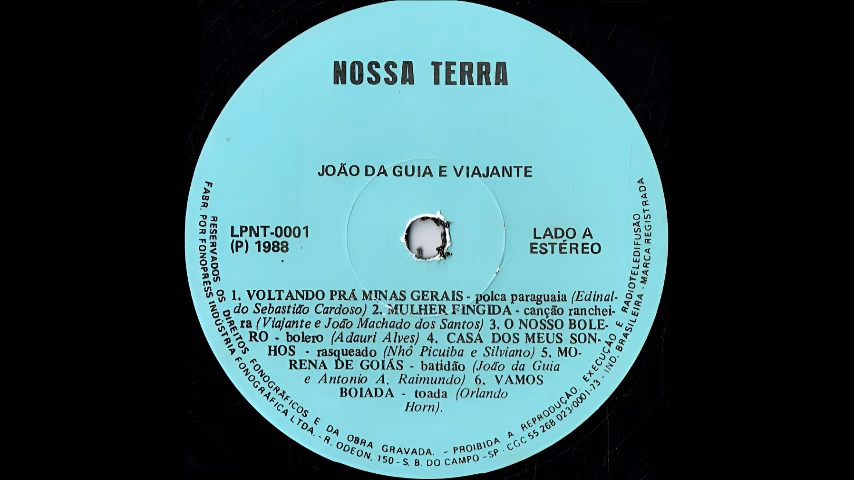 NOSSA TERRA
JOÃO DA GUIA E VIAJANTE
LPNT-0001
(P) 1988
LADO A
ESTÉREO
1. VOLTANDO PRÁ MINAS GERAIS - polca paraguaia (Edinal-
do Sebastião Cardoso) 2. MULHER FINGIDA - canção ranchei-
ra (Viajante e João Machado dos Santos) 3. O NOSSO BOLE-
RO - bolero (Adauri Alves) 4. CASA DOS MEUS SON-
HOS - rasqueado (Nhô Picuiba e Silviano) 5. MO-
RENA DE GOIÁS - batidão (João da Guia
e Antonio A. Raimundo) 6. VAMOS
BOIADA - toada (Orlando
Horn).
RESERVADOS OS DIREITOS FONOGRÁFICOS E DA OBRA GRAVADA. - PROIBIDA A REPRODUÇÃO, EXECUÇÃO E RADIOTELEDIFUSÃO
FABR. POR FONOPRESS INDÚSTRIA FONOGRÁFICA LTDA. - R. ODEON, 150 - S. B. DO CAMPO - SP - CGC 55 268 023/0001-73 - IND. BRASILEIRA - MARCA REGISTRADA